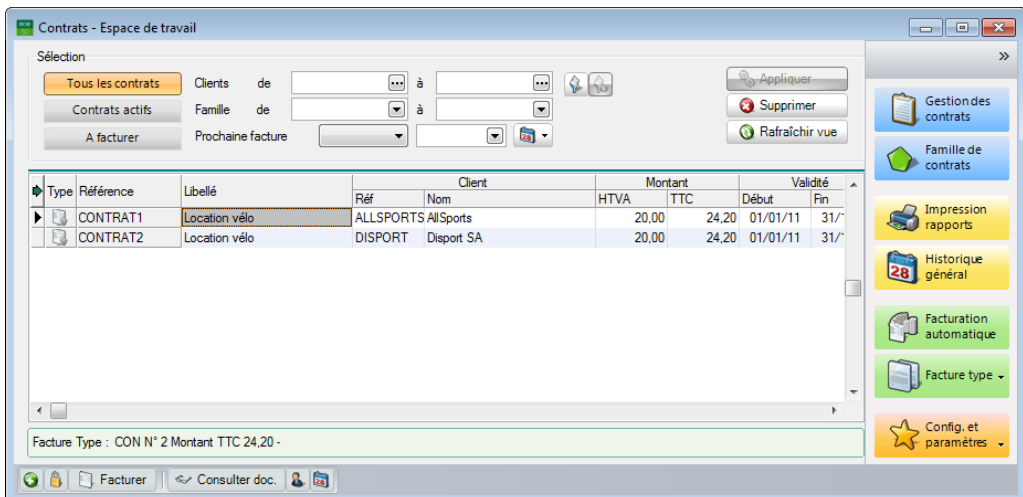 Contrats - Espace de travail
Sélection
Tous les contrats Clients de à Appliquer
Contrats actifs Famille de à Supprimer
A facturer Prochaine facture Rafraîchir vue
Type Référence Libellé Client Montant Validité
Réf Nom HTVA TTC Début Fin
CONTRAT1 Location vélo ALLSPORTS AllSports 20,00 24,20 01/01/11 31/
CONTRAT2 Location vélo DISPORT Disport SA 20,00 24,20 01/01/11 31/
Facture Type : CON N° 2 Montant TTC 24,20 -
Facturer Consulter doc.
»
Gestion des
contrats
Famille de
contrats
Impression
rapports
28
Historique
général
Facturation
automatique
Facture type
Config. et
paramètres